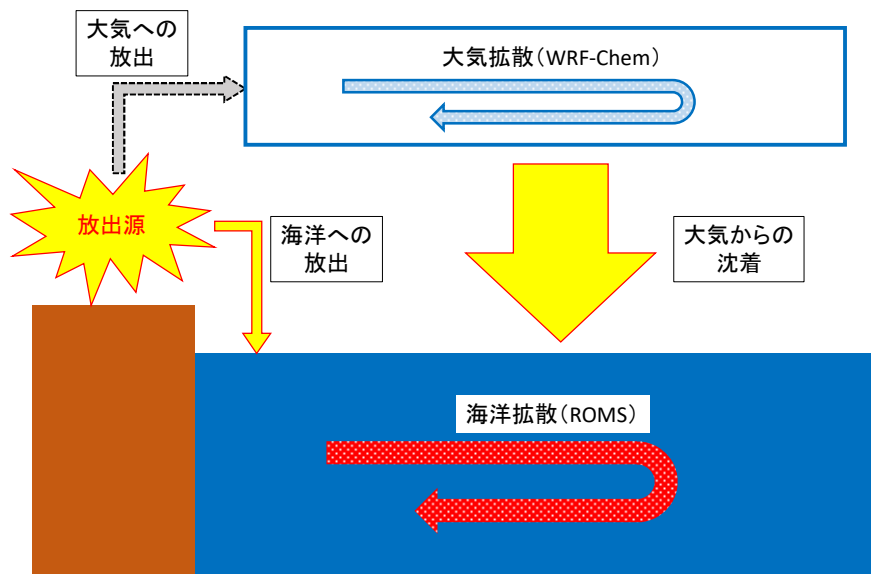 大気への
放出
大気拡散（WRF-Chem）
放出源
海洋への
放出
大気からの
沈着
海洋拡散（ROMS）